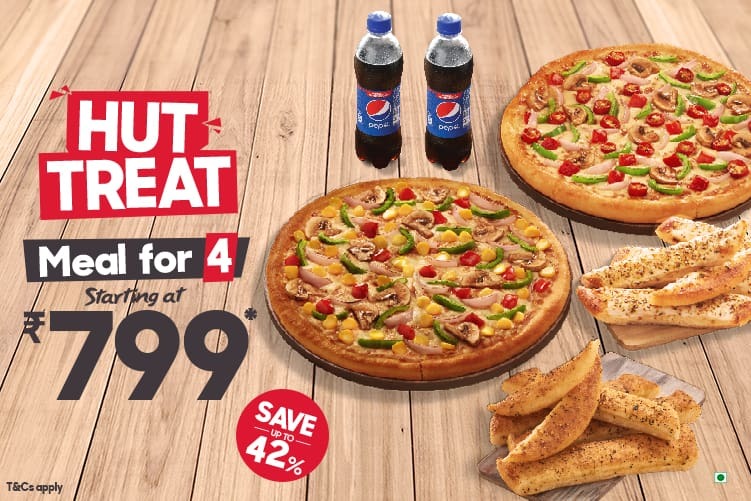 HUT
TREAT
Meal for 4
Starting at
₹799*
SAVE
UP TO
42%
T&Cs apply
pepsi
pepsi